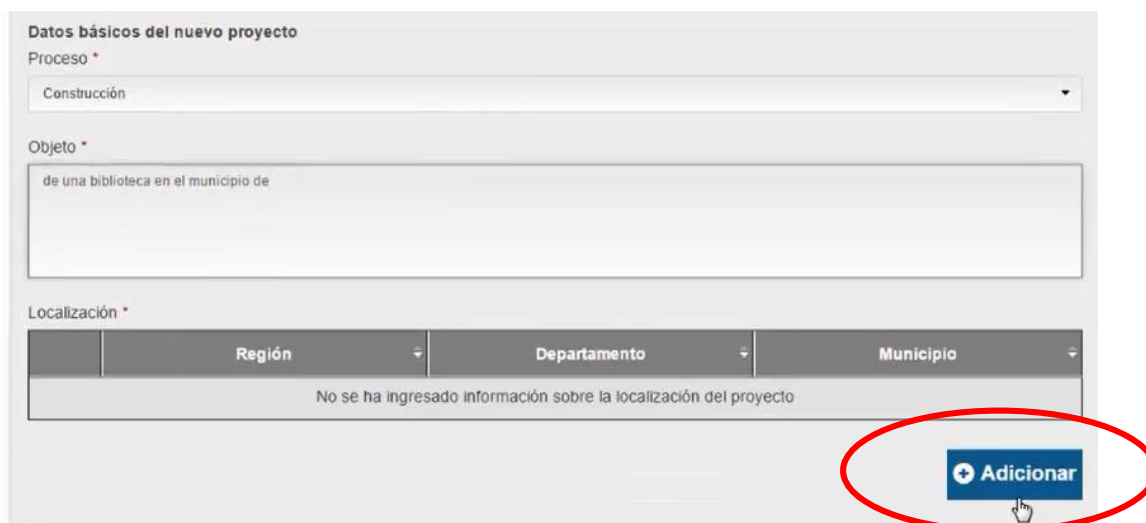 Datos básicos del nuevo proyecto
Proceso *
Construcción
Objeto *
de una biblioteca en el municipio de
Localización *
Región Departamento Municipio
No se ha ingresado información sobre la localización del proyecto
Adicionar